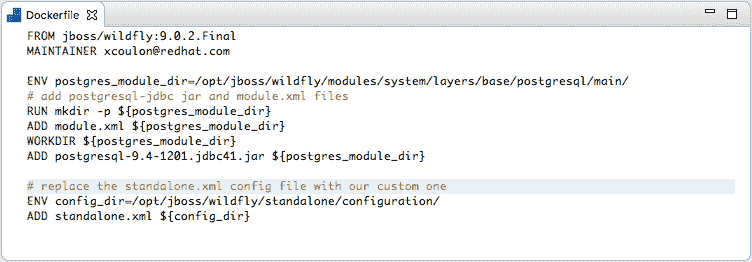 Dockerfile
FROM jboss/wildfly:9.0.2.Final
MAINTAINER xcoulon@redhat.com
ENV postgres_module_dir=/opt/jboss/wildfly/modules/system/layers/base/postgresql/main/
# add postgresql-jdbc jar and module.xml files
RUN mkdir -p ${postgres_module_dir}
ADD module.xml ${postgres_module_dir}
WORKDIR ${postgres_module_dir}
ADD postgresql-9.4-1201.jdbc41.jar ${postgres_module_dir}
# replace the standalone.xml config file with our custom one
ENV config_dir=/opt/jboss/wildfly/standalone/configuration/
ADD standalone.xml ${config_dir}